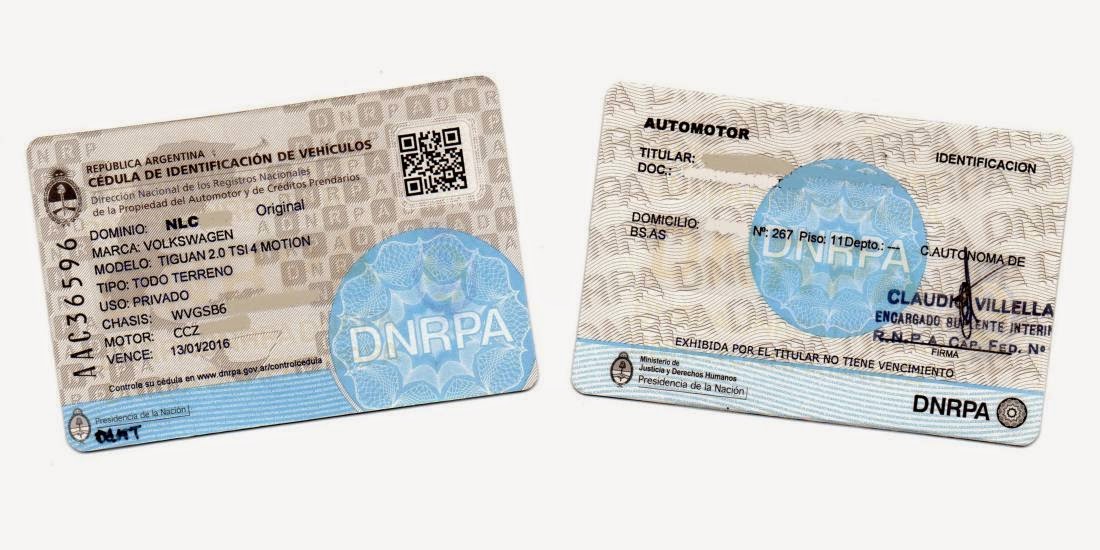 REPÚBLICA ARGENTINA
CÉDULA DE IDENTIFICACIÓN DE VEHÍCULOS
Dirección Nacional de los Registros Nacionales
de la Propiedad del Automotor y de Créditos Prendarios
DOMINIO: NLC Original
MARCA: VOLKSWAGEN
MODELO: TIGUAN 2.0 TSI 4 MOTION
TIPO: TODO TERRENO
USO: PRIVADO
CHASIS: WVGSB6
MOTOR: CCZ
VENCE: 13/01/2016
Controle su cédula en www.dnrpa.gov.ar/controlcedula
AAC36596
DNRPA
Presidencia de la Nación
AUTOMOTOR
IDENTIFICACION
TITULAR:
DOC.:
DOMICILIO: Nº: 267 Piso: 11 Depto.: --- C.AUTONOMA DE
BS.AS
DNRPA
CLAUDIO VILLELLA
ENCARGADO INTERI
R.N.P.A. CAP. FED. Nº
FIRMA
EXHIBIDA POR EL TITULAR NO TIENE VENCIMIENTO
Ministerio de
Justicia y Derechos Humanos
Presidencia de la Nación
DNRPA